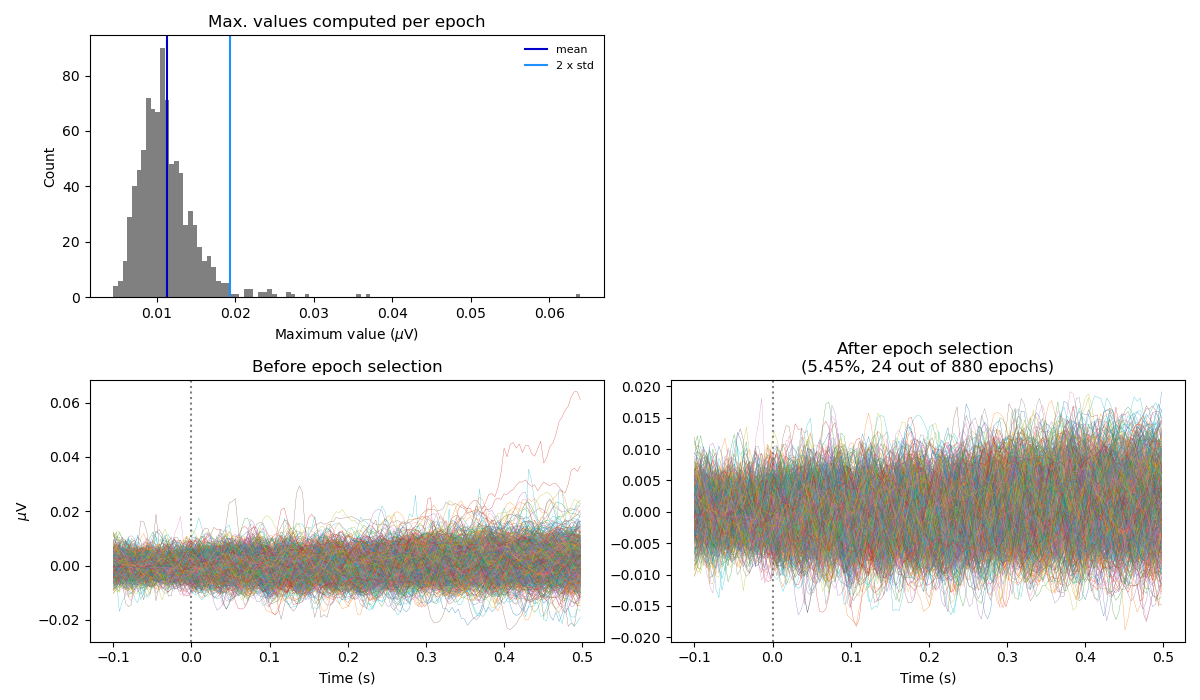 Max. values computed per epoch
mean
2 x std
80
60
40
20
0
Count
0.01 0.02 0.03 0.04 0.05 0.06
Maximum value (μV)
Before epoch selection
0.06
0.04
0.02
0.00
−0.02
μV
−0.1 0.0 0.1 0.2 0.3 0.4 0.5
Time (s)
After epoch selection
(5.45%, 24 out of 880 epochs)
0.020
0.015
0.010
0.005
0.000
−0.005
−0.010
−0.015
−0.020
−0.1 0.0 0.1 0.2 0.3 0.4 0.5
Time (s)